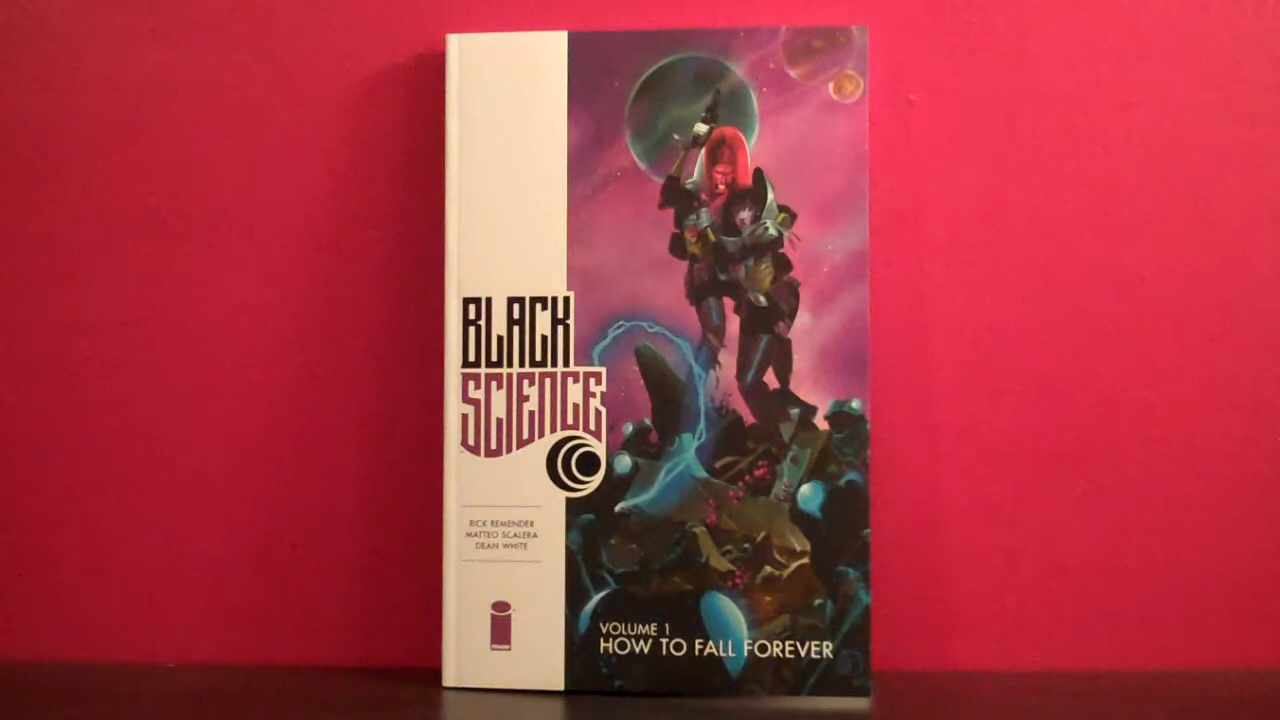 BLACK
SCIENCE
RICK REMENDER
MATTEO SCALERA
DEAN WHITE
VOLUME 1
HOW TO FALL FOREVER